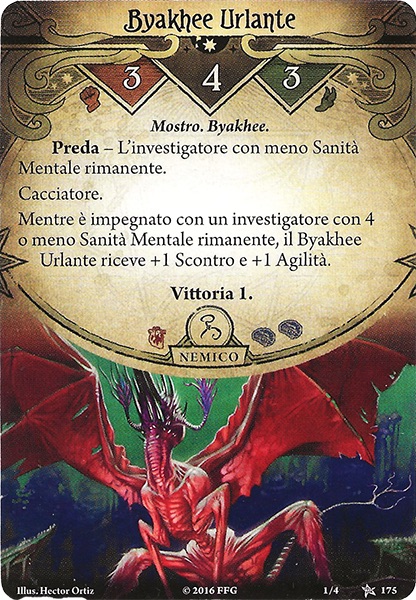 Byakhee Urlante
3 4 3
Mostro. Byakhee.
Preda – L'investigatore con meno Sanità
Mentale rimanente.
Cacciatore.
Mentre è impegnato con un investigatore con 4
o meno Sanità Mentale rimanente, il Byakhee
Urlante riceve +1 Scontro e +1 Agilità.
Vittoria 1.
NEMICO
Illus. Hector Ortiz © 2016 FFG 1/4 175